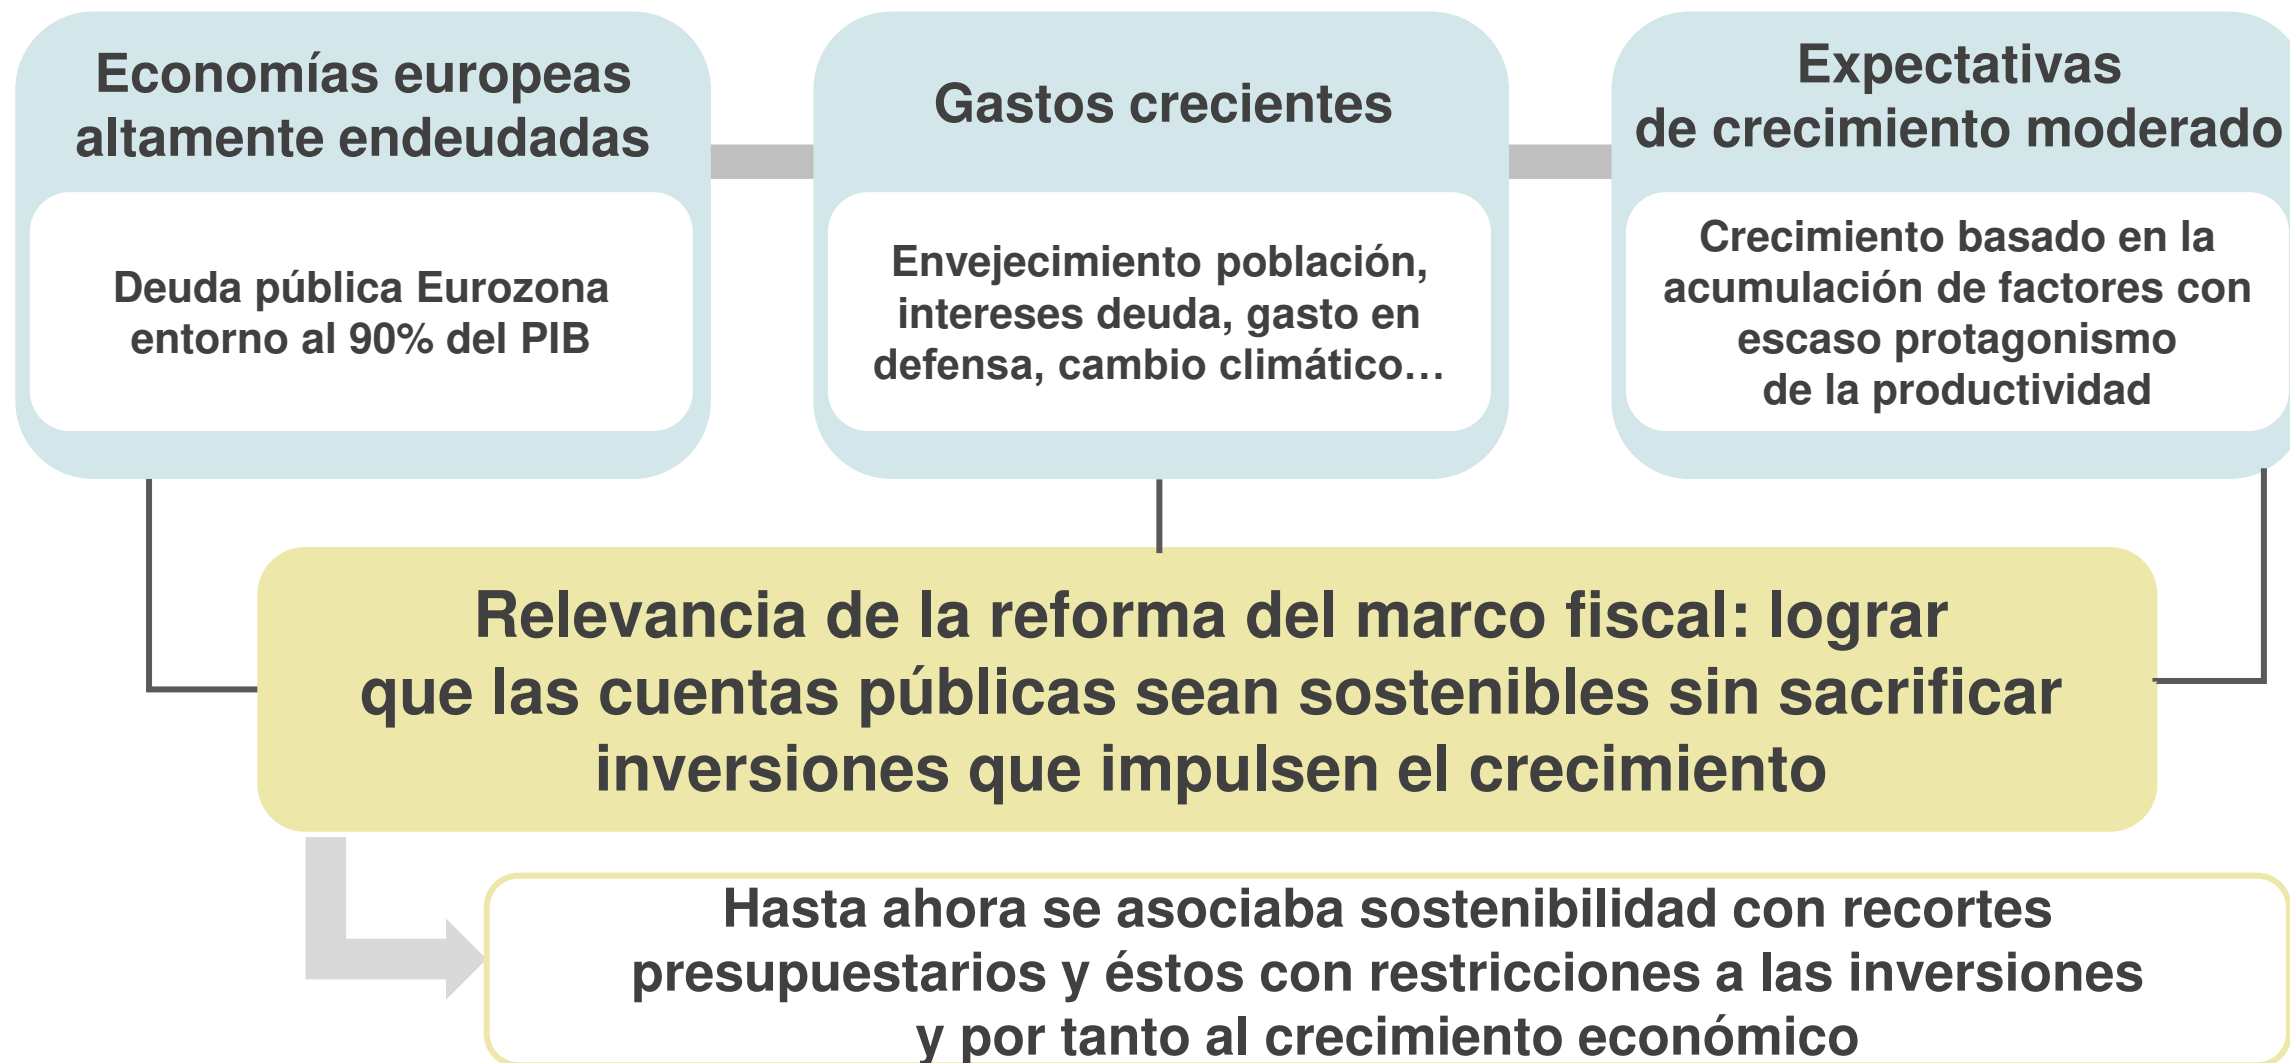 Economías europeas
altamente endeudadas
Deuda pública Eurozona
entorno al 90% del PIB
Gastos crecientes
Envejecimiento población,
intereses deuda, gasto en
defensa, cambio climático…
Expectativas
de crecimiento moderado
Crecimiento basado en la
acumulación de factores con
escaso protagonismo
de la productividad
Relevancia de la reforma del marco fiscal: lograr
que las cuentas públicas sean sostenibles sin sacrificar
inversiones que impulsen el crecimiento
Hasta ahora se asociaba sostenibilidad con recortes
presupuestarios y éstos con restricciones a las inversiones
y por tanto al crecimiento económico